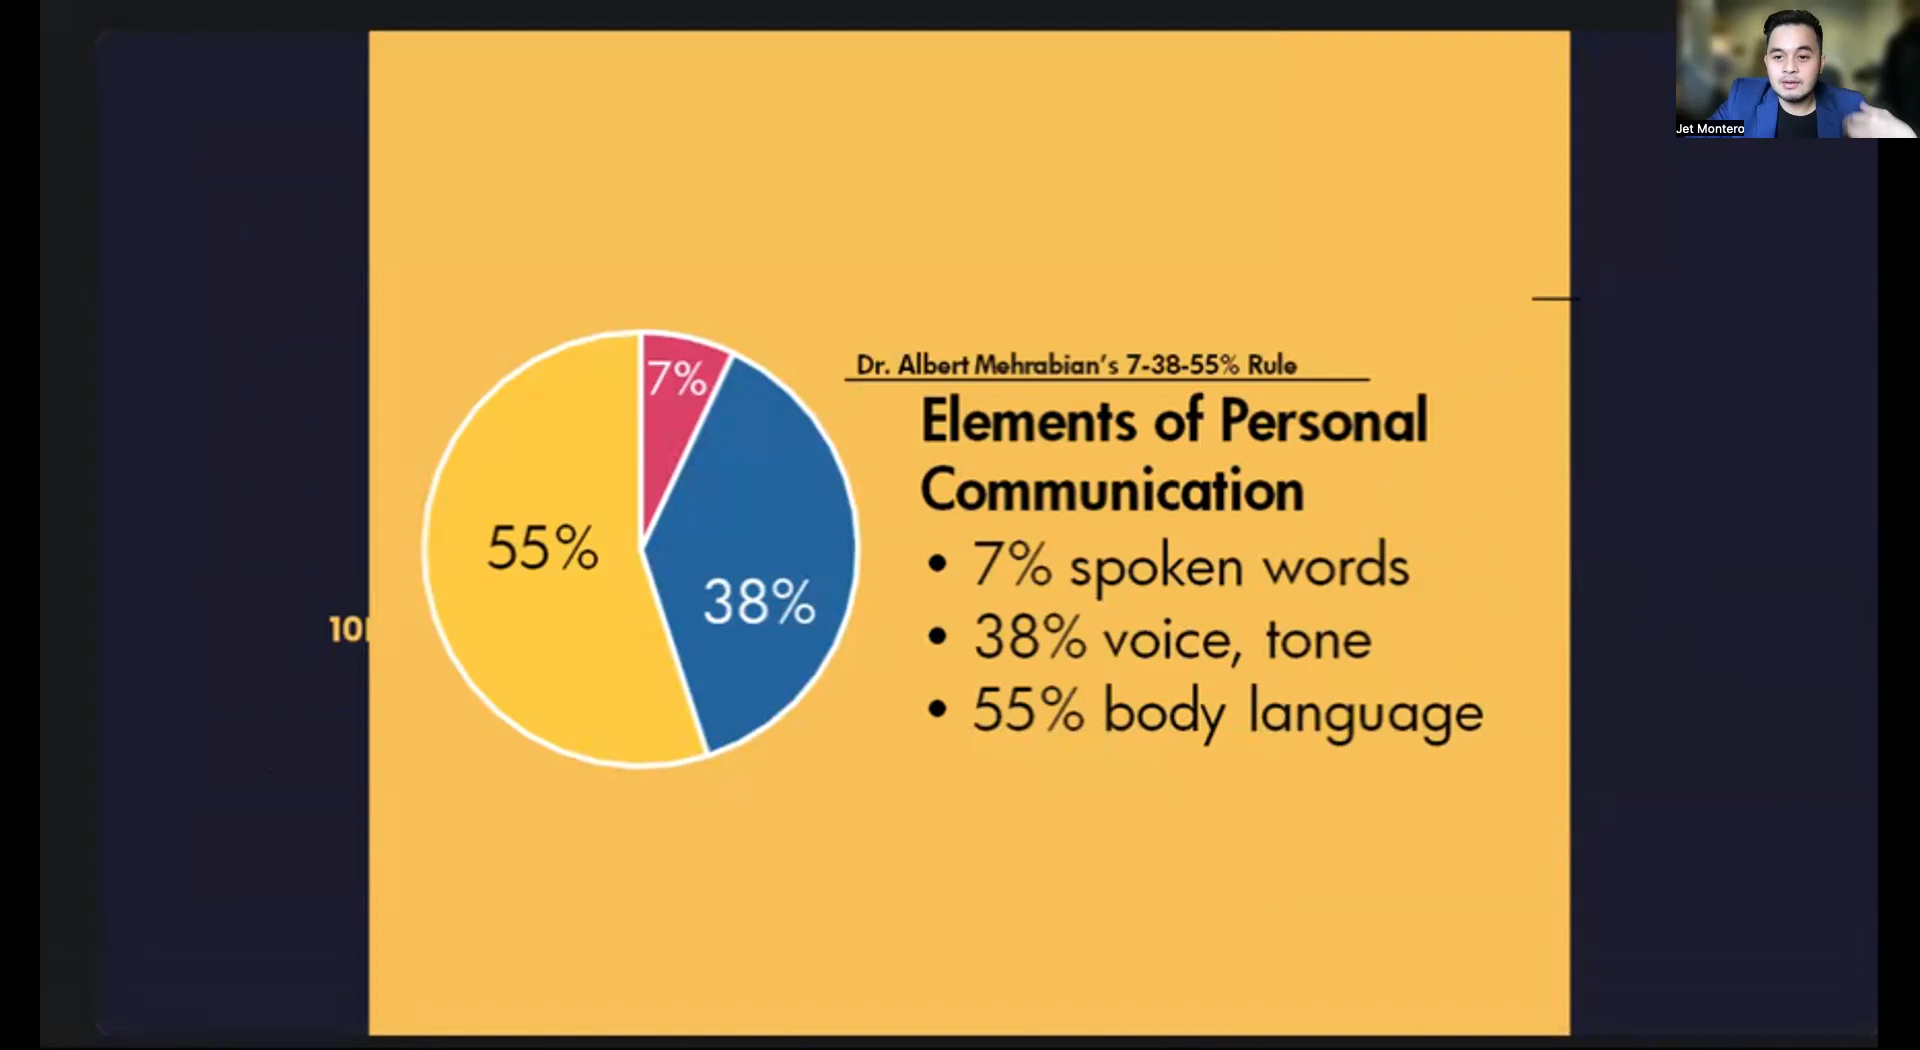 Jet Montero
Dr. Albert Mehrabian's 7-38-55% Rule
Elements of Personal
Communication
• 7% spoken words
• 38% voice, tone
• 55% body language
7%
55%
38%
10